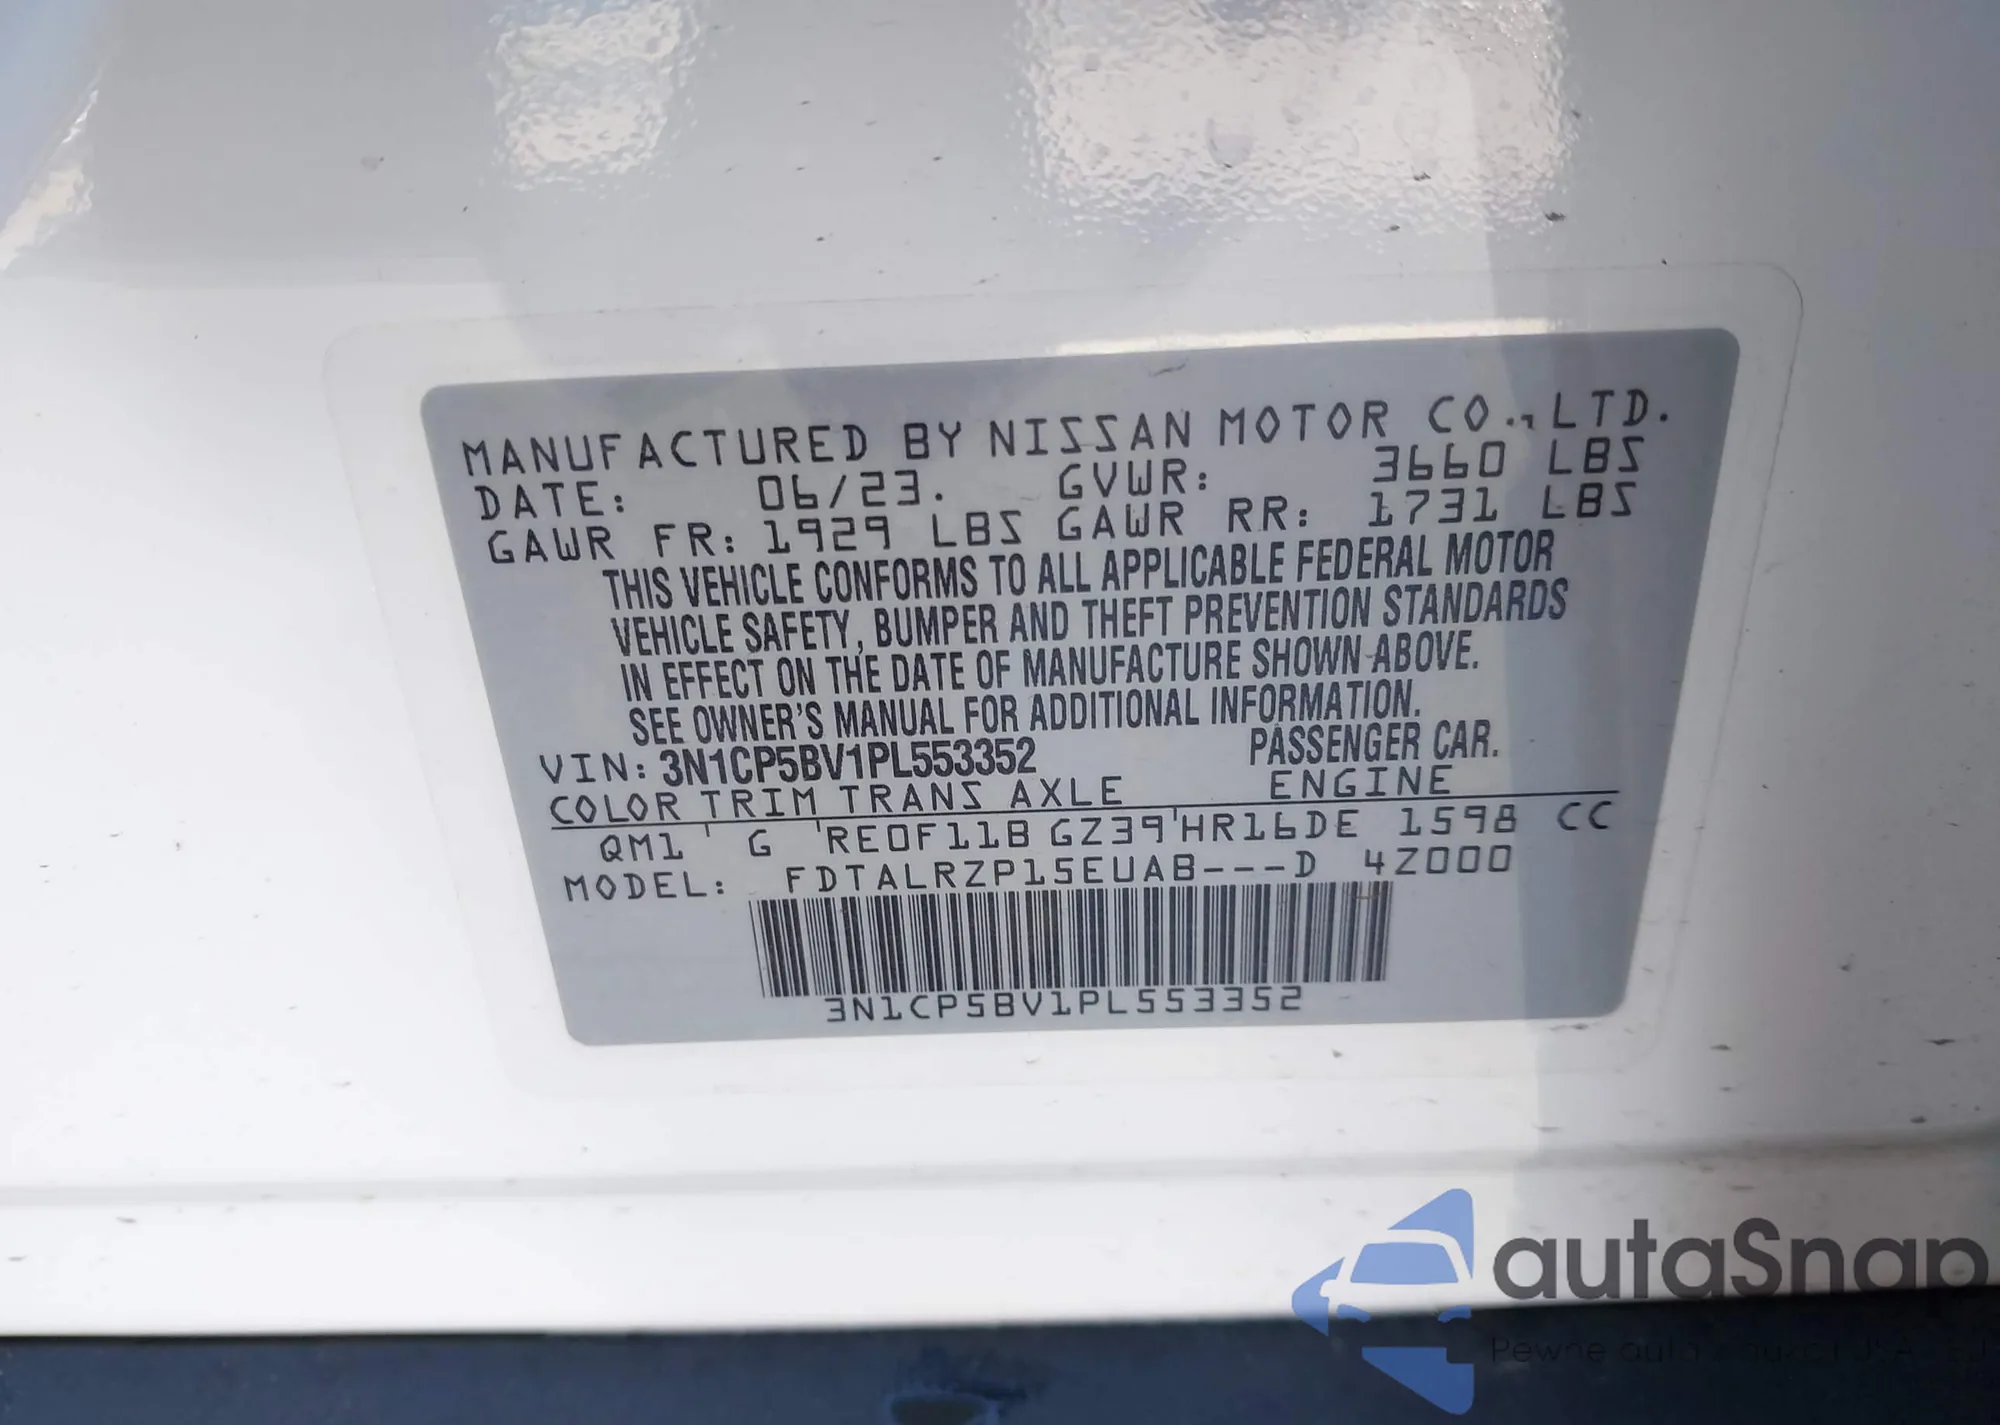 MANUFACTURED BY NISSAN MOTOR CO., LTD.
DATE: 06/23. GVWR: 3660 LBS
GAWR FR: 1929 LBS GAWR RR: 1731 LBS
THIS VEHICLE CONFORMS TO ALL APPLICABLE FEDERAL MOTOR
VEHICLE SAFETY, BUMPER AND THEFT PREVENTION STANDARDS
IN EFFECT ON THE DATE OF MANUFACTURE SHOWN ABOVE.
SEE OWNER'S MANUAL FOR ADDITIONAL INFORMATION.
VIN: 3N1CP5BV1PL553352 PASSENGER CAR.
COLOR TRIM TRANS AXLE ENGINE
QM1 ' G 'RE0F11B GZ39'HR16DE 1598 CC
MODEL: FDTALRZP15EUAB---D 4Z000
3N1CP5BV1PL553352
autaSnap
Pewne auta z